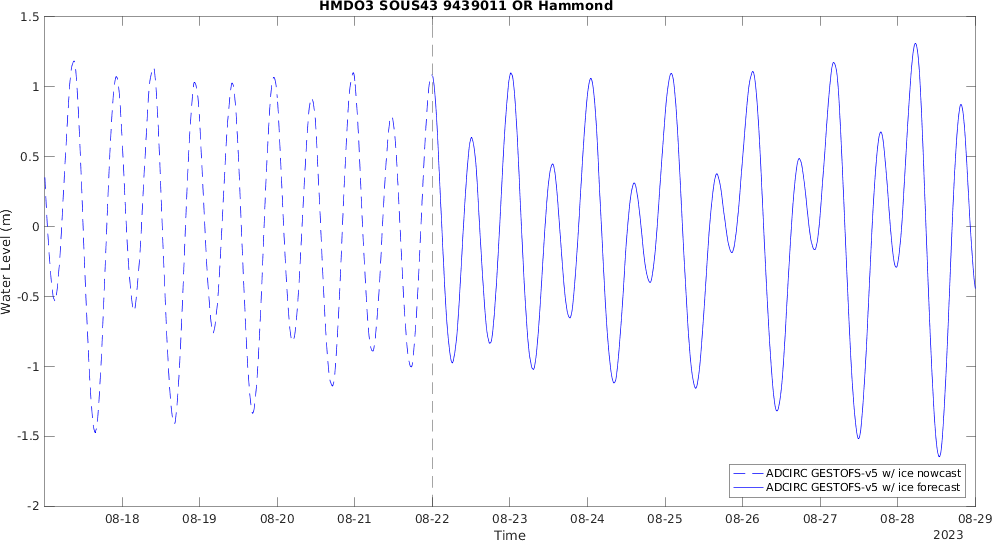 HMDO3 SOUS43 9439011 OR Hammond
1.5
1
0.5
0
-0.5
-1
-1.5
-2
Water Level (m)
ADCIRC GESTOFS-v5 w/ ice nowcast
ADCIRC GESTOFS-v5 w/ ice forecast
08-18 08-19 08-20 08-21 08-22 08-23 08-24 08-25 08-26 08-27 08-28 08-29
Time
2023